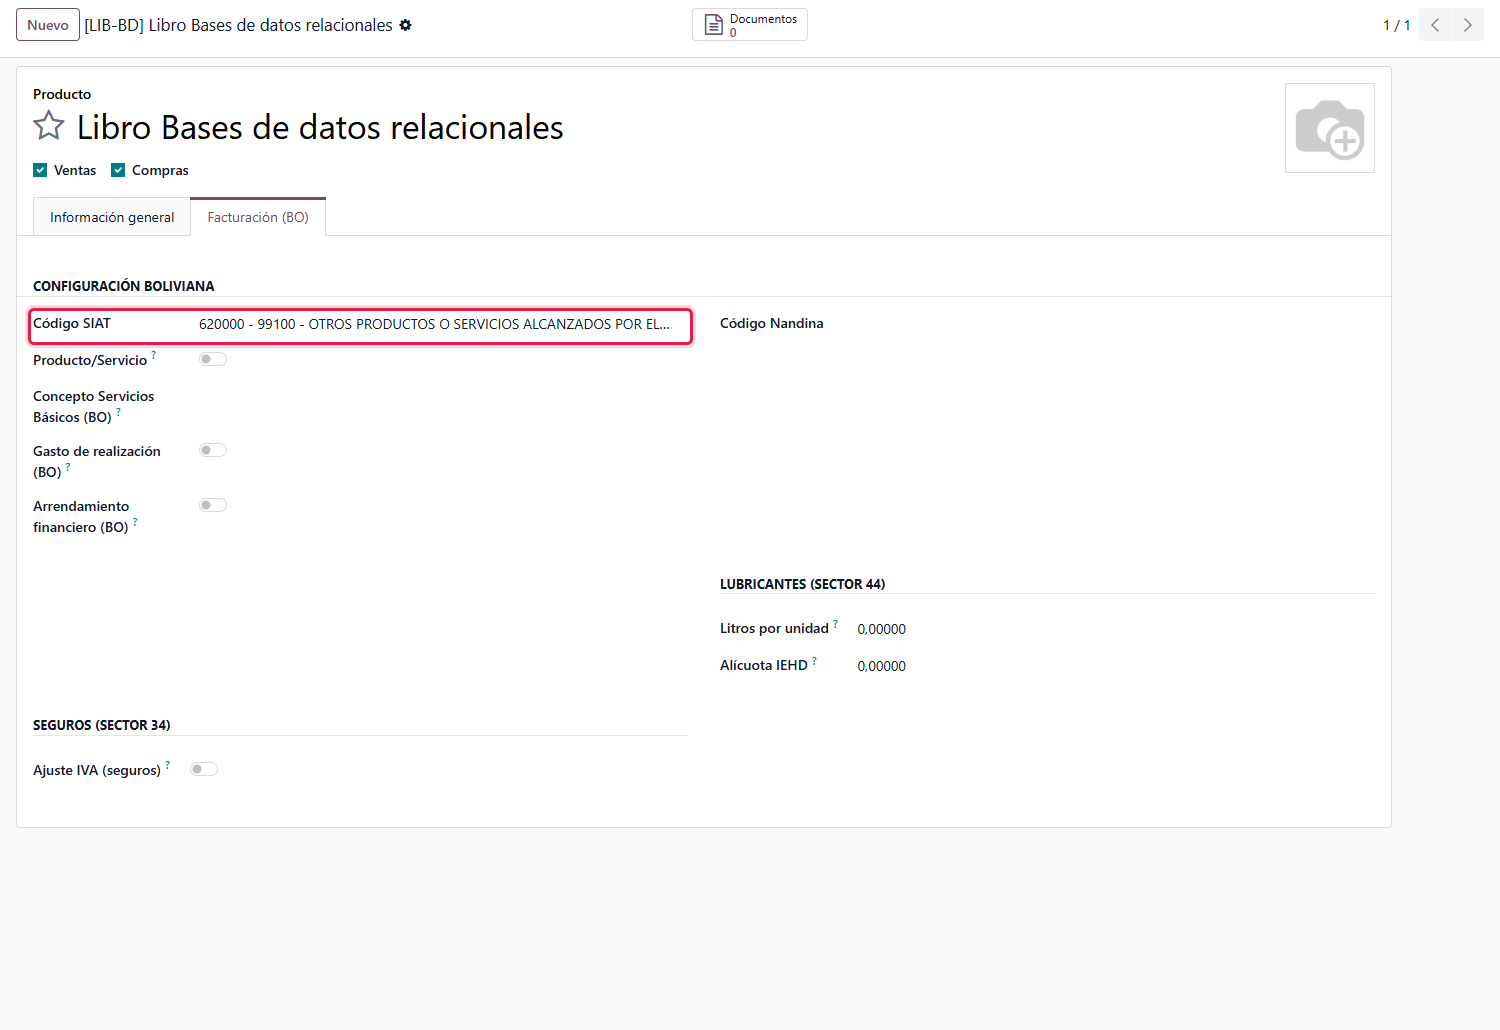 Nuevo
[LIB-BD] Libro Bases de datos relacionales
Documentos
0
1 / 1
Producto
Libro Bases de datos relacionales
Ventas
Compras
Información general
Facturación (BO)
CONFIGURACIÓN BOLIVIANA
Código SIAT
620000 - 99100 - OTROS PRODUCTOS O SERVICIOS ALCANZADOS POR EL...
Código Nandina
Producto/Servicio ?
Concepto Servicios
Básicos (BO) ?
Gasto de realización
(BO) ?
Arrendamiento
financiero (BO) ?
LUBRICANTES (SECTOR 44)
Litros por unidad ?
0,00000
Alícuota IEHD ?
0,00000
SEGUROS (SECTOR 34)
Ajuste IVA (seguros) ?